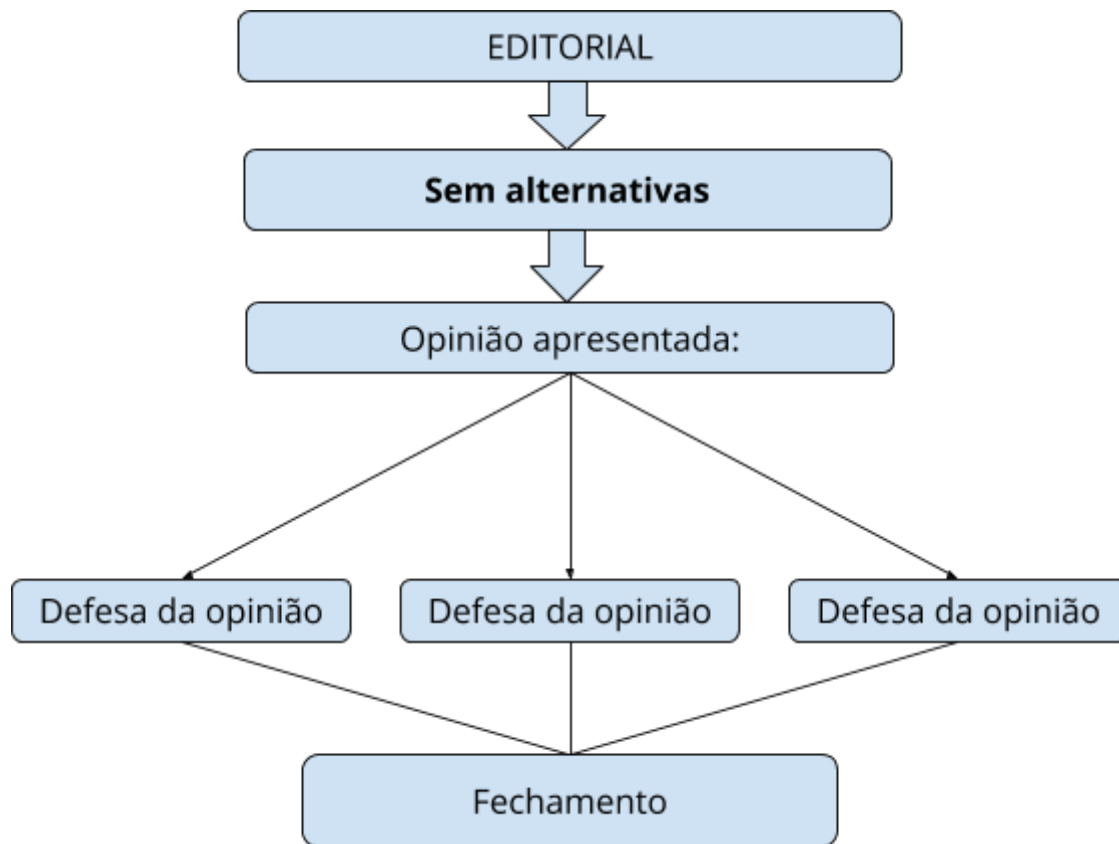 EDITORIAL
Sem alternativas
Opinião apresentada:
Defesa da opinião
Defesa da opinião
Defesa da opinião
Fechamento